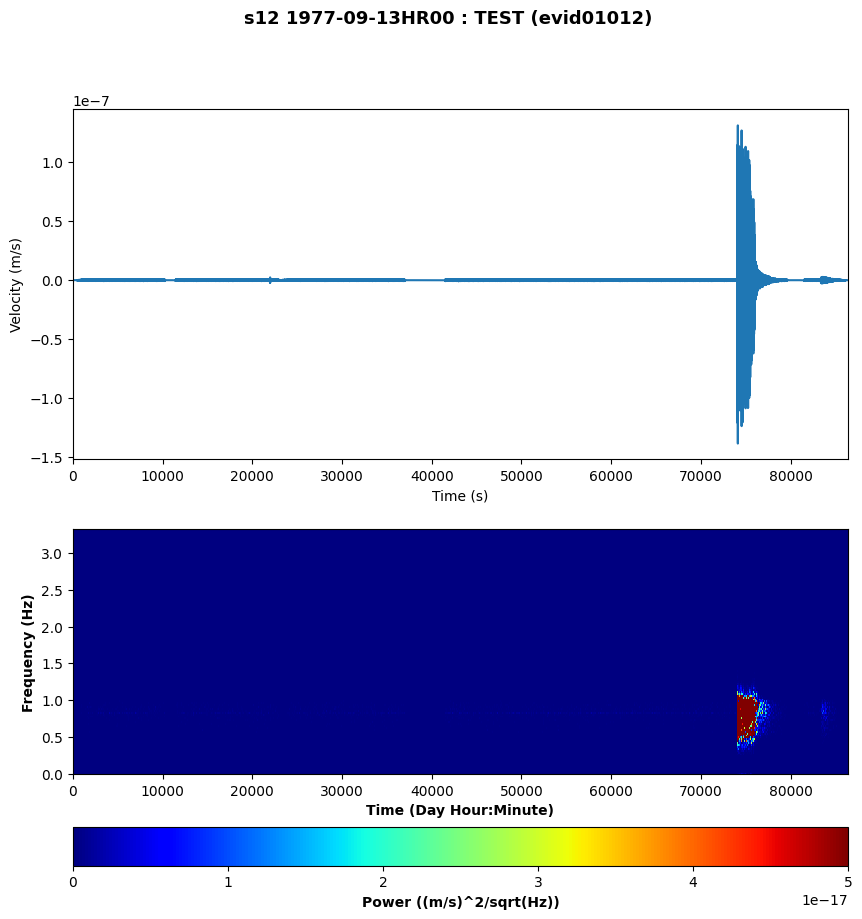 s12 1977-09-13HR00 : TEST (evid01012)
1e−7
1.0
0.5
0.0
−0.5
−1.0
−1.5
Velocity (m/s)
0 10000 20000 30000 40000 50000 60000 70000 80000
Time (s)
3.0
2.5
2.0
1.5
1.0
0.5
0.0
Frequency (Hz)
0 10000 20000 30000 40000 50000 60000 70000 80000
Time (Day Hour:Minute)
0 1 2 3 4 5
1e−17
Power ((m/s)^2/sqrt(Hz))